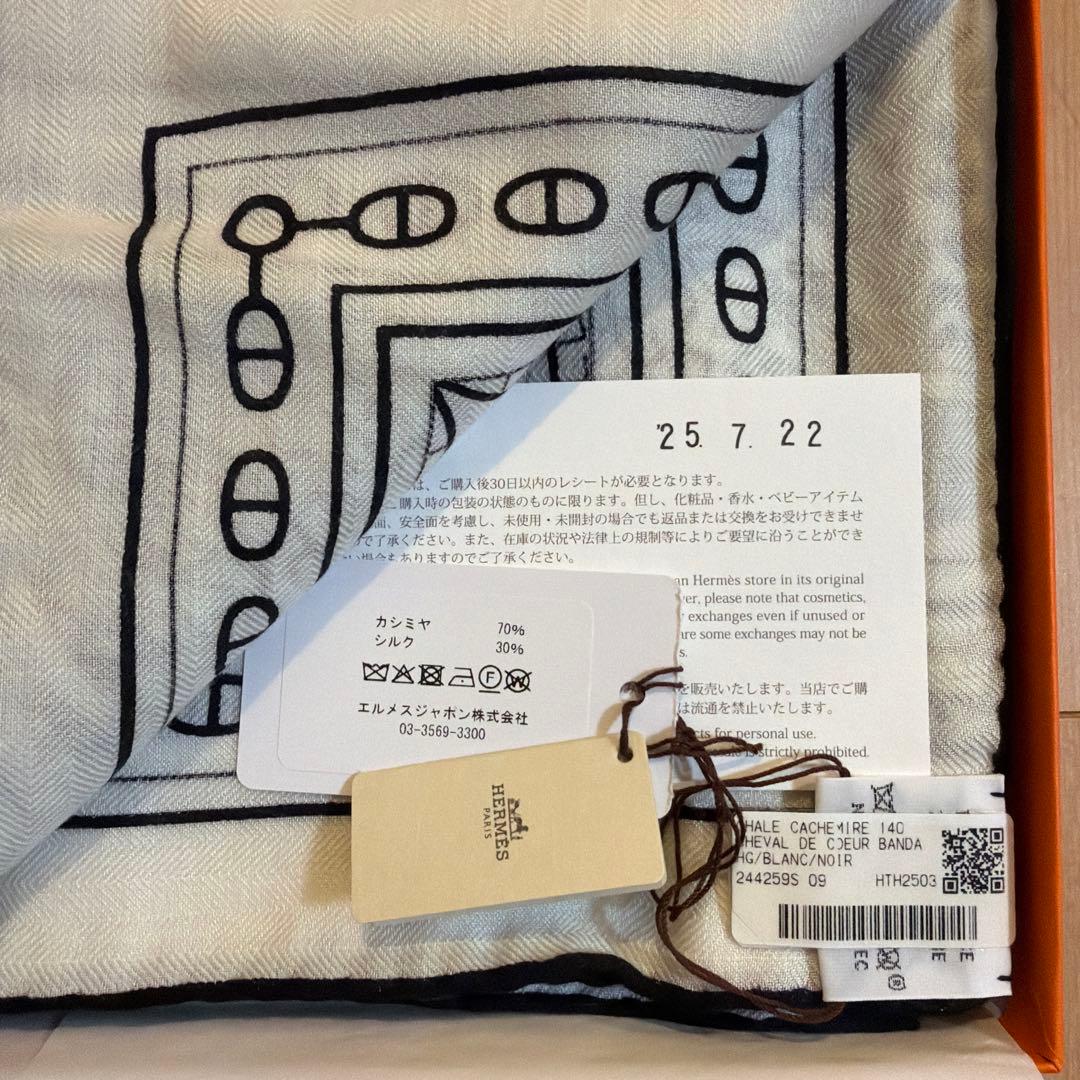 '25. 7. 22
は、ご購入後30日以内のレシートが必要となります。
購入時の包装の状態のものに限ります。但し、化粧品・香水・ベビーアイテム
面、安全面を考慮し、未使用・未開封の場合でも返品または交換をお受けできませ
で了承ください。また、在庫の状況や法律上の規制等によりご要望に沿うことができ
場合もありますのでご了承ください。
an Hermès store in its original
er, please note that cosmetics,
exchanges even if unused or
are some exchanges may not be
s.
を販売いたします。当店でご購
は流通を禁止いたします。
cts for personal use.
is strictly prohibited.
カシミヤ 70%
シルク 30%
エルメスジャポン株式会社
03-3569-3300
HERMÈS
PARIS
HALE CACHEMIRE 140
HEVAL DE COEUR BANDA
HG/BLANC/NOIR
244259S 09 HTH2503